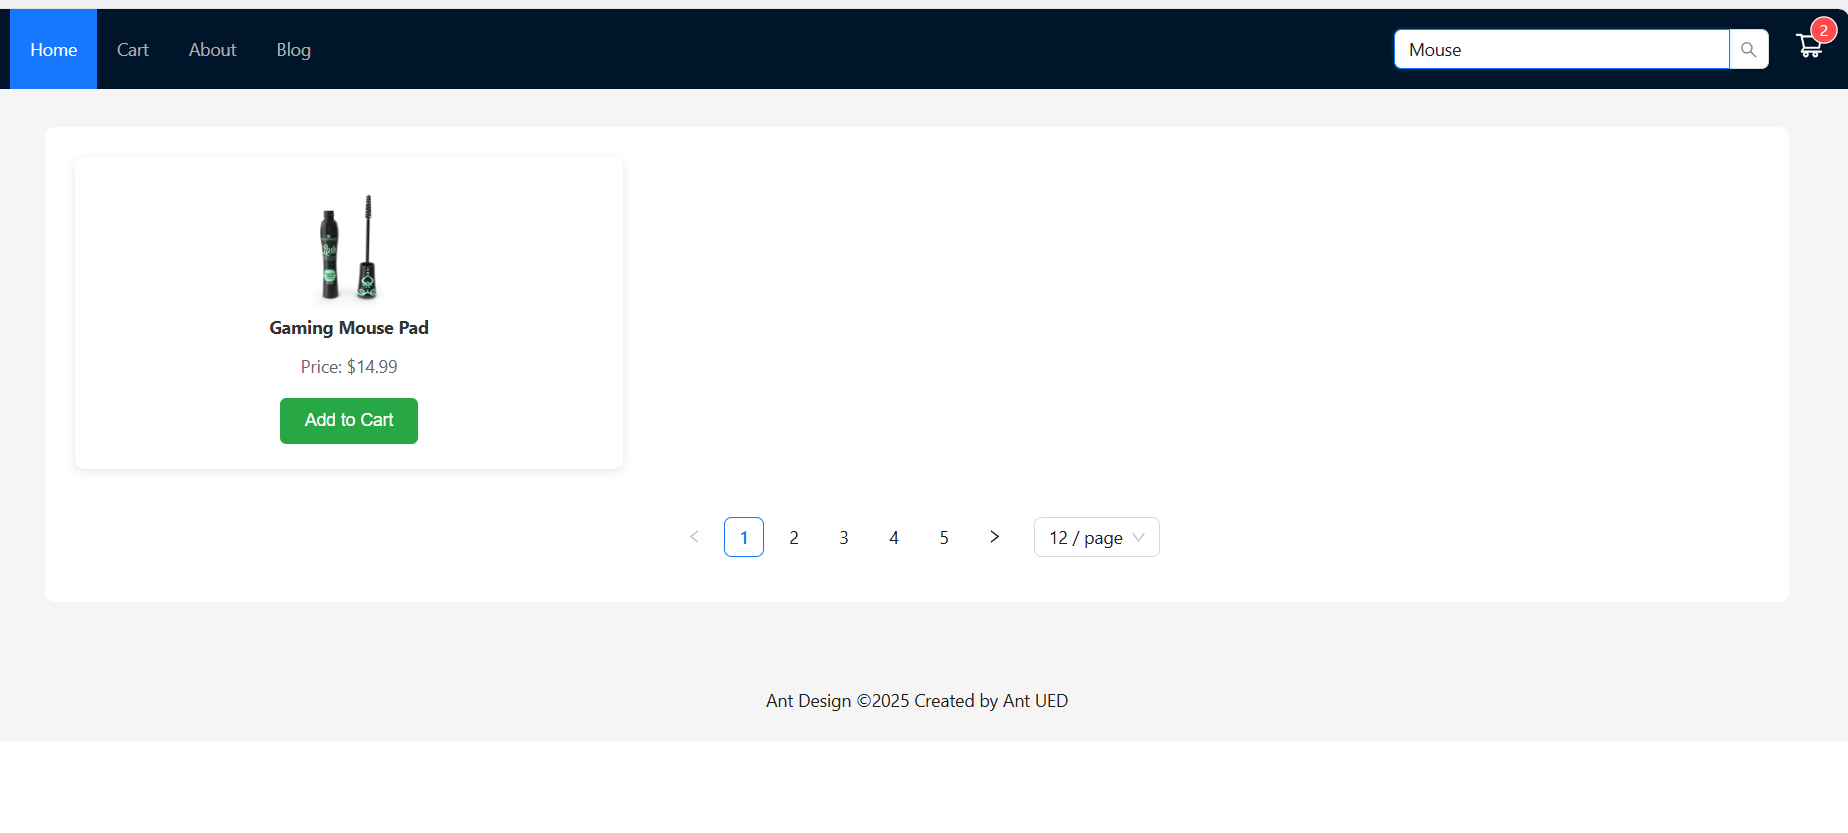 Home Cart About Blog Mouse 2
Gaming Mouse Pad
Price: $14.99
Add to Cart
1 2 3 4 5 12 / page
Ant Design ©2025 Created by Ant UED